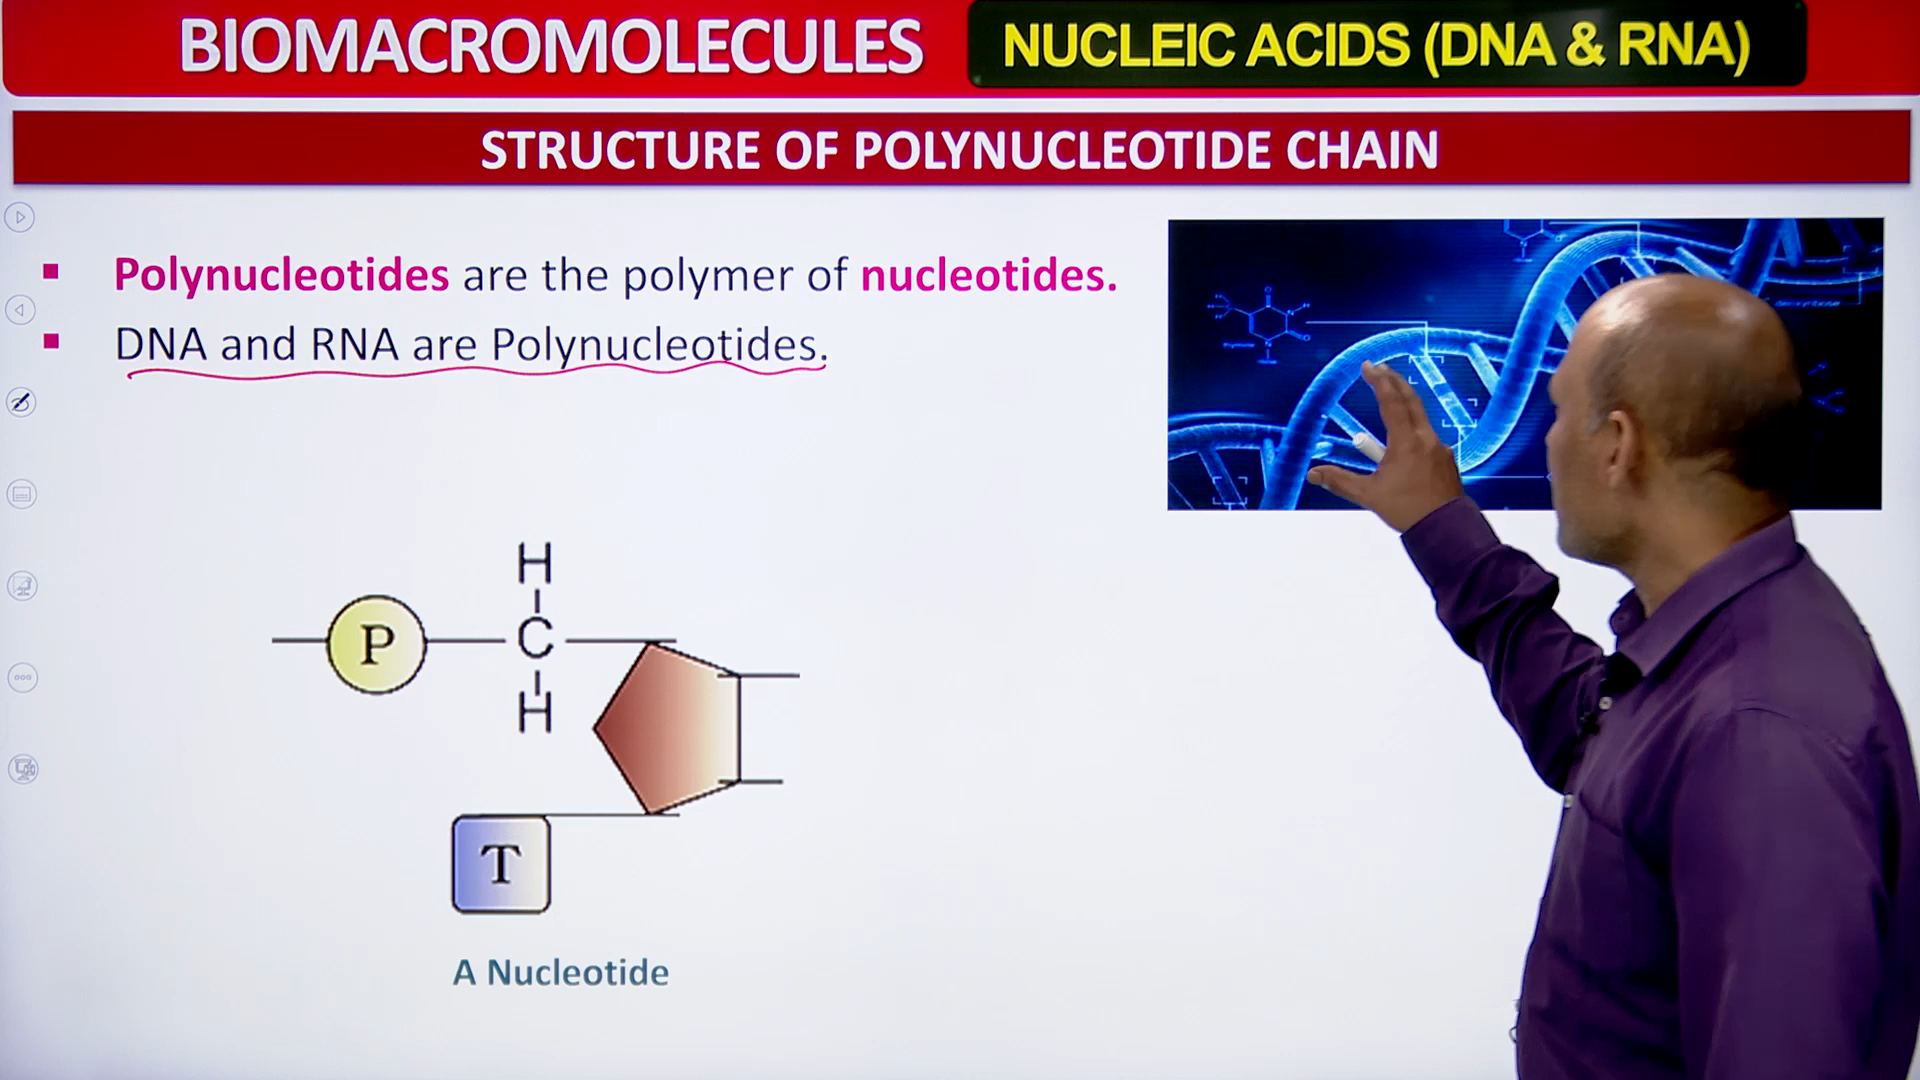 BIOMACROMOLECULES
NUCLEIC ACIDS (DNA & RNA)
STRUCTURE OF POLYNUCLEOTIDE CHAIN
Polynucleotides are the polymer of nucleotides.
DNA and RNA are Polynucleotides.
H
P
C
H
T
A Nucleotide